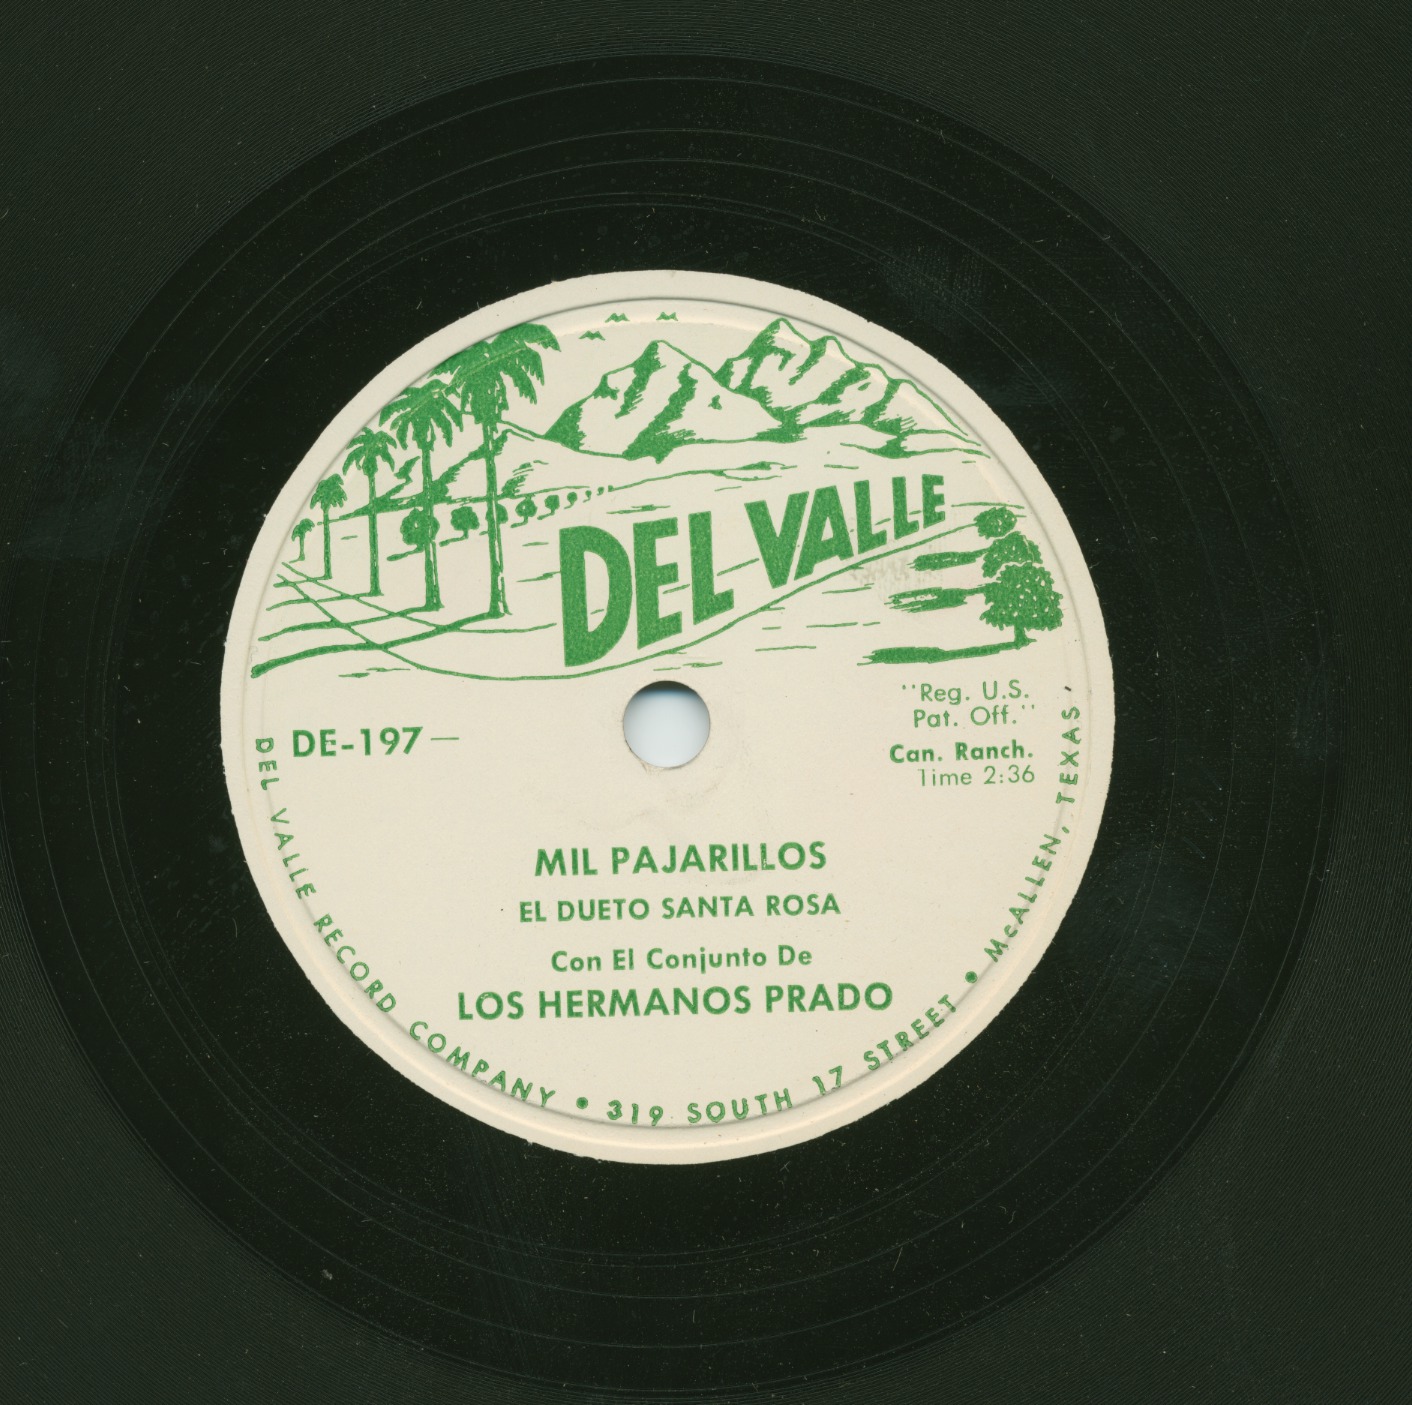 DEL VALLE
"Reg. U.S.
Pat. Off."
DE-197—
Can. Ranch.
Time 2:36
MIL PAJARILLOS
EL DUETO SANTA ROSA
Con El Conjunto De
LOS HERMANOS PRADO
DEL VALLE RECORD COMPANY • 319 SOUTH 17 STREET • McALLEN, TEXAS